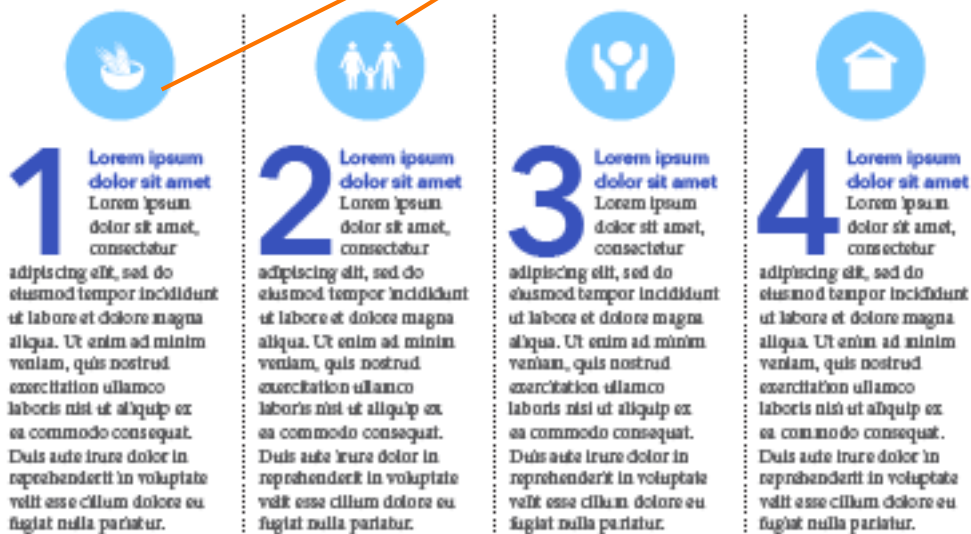 1
Lorem ipsum
dolor sit amet
Lorem ipsum
dolor sit amet,
consectetur
adipiscing elit, sed do
eiusmod tempor incididunt
ut labore et dolore magna
aliqua. Ut enim ad minim
veniam, quis nostrud
exercitation ullamco
laboris nisi ut aliquip ex
ea commodo consequat.
Duis aute irure dolor in
reprehenderit in voluptate
velit esse cillum dolore eu
fugiat nulla pariatur.
2
Lorem ipsum
dolor sit amet
Lorem ipsum
dolor sit amet,
consectetur
adipiscing elit, sed do
eiusmod tempor incididunt
ut labore et dolore magna
aliqua. Ut enim ad minim
veniam, quis nostrud
exercitation ullamco
laboris nisi ut aliquip ex
ea commodo consequat.
Duis aute irure dolor in
reprehenderit in voluptate
velit esse cillum dolore eu
fugiat nulla pariatur.
3
Lorem ipsum
dolor sit amet
Lorem ipsum
dolor sit amet,
consectetur
adipiscing elit, sed do
eiusmod tempor incididunt
ut labore et dolore magna
aliqua. Ut enim ad minim
veniam, quis nostrud
exercitation ullamco
laboris nisi ut aliquip ex
ea commodo consequat.
Duis aute irure dolor in
reprehenderit in voluptate
velit esse cillum dolore eu
fugiat nulla pariatur.
4
Lorem ipsum
dolor sit amet
Lorem ipsum
dolor sit amet,
consectetur
adipiscing elit, sed do
eiusmod tempor incididunt
ut labore et dolore magna
aliqua. Ut enim ad minim
veniam, quis nostrud
exercitation ullamco
laboris nisi ut aliquip ex
ea commodo consequat.
Duis aute irure dolor in
reprehenderit in voluptate
velit esse cillum dolore eu
fugiat nulla pariatur.